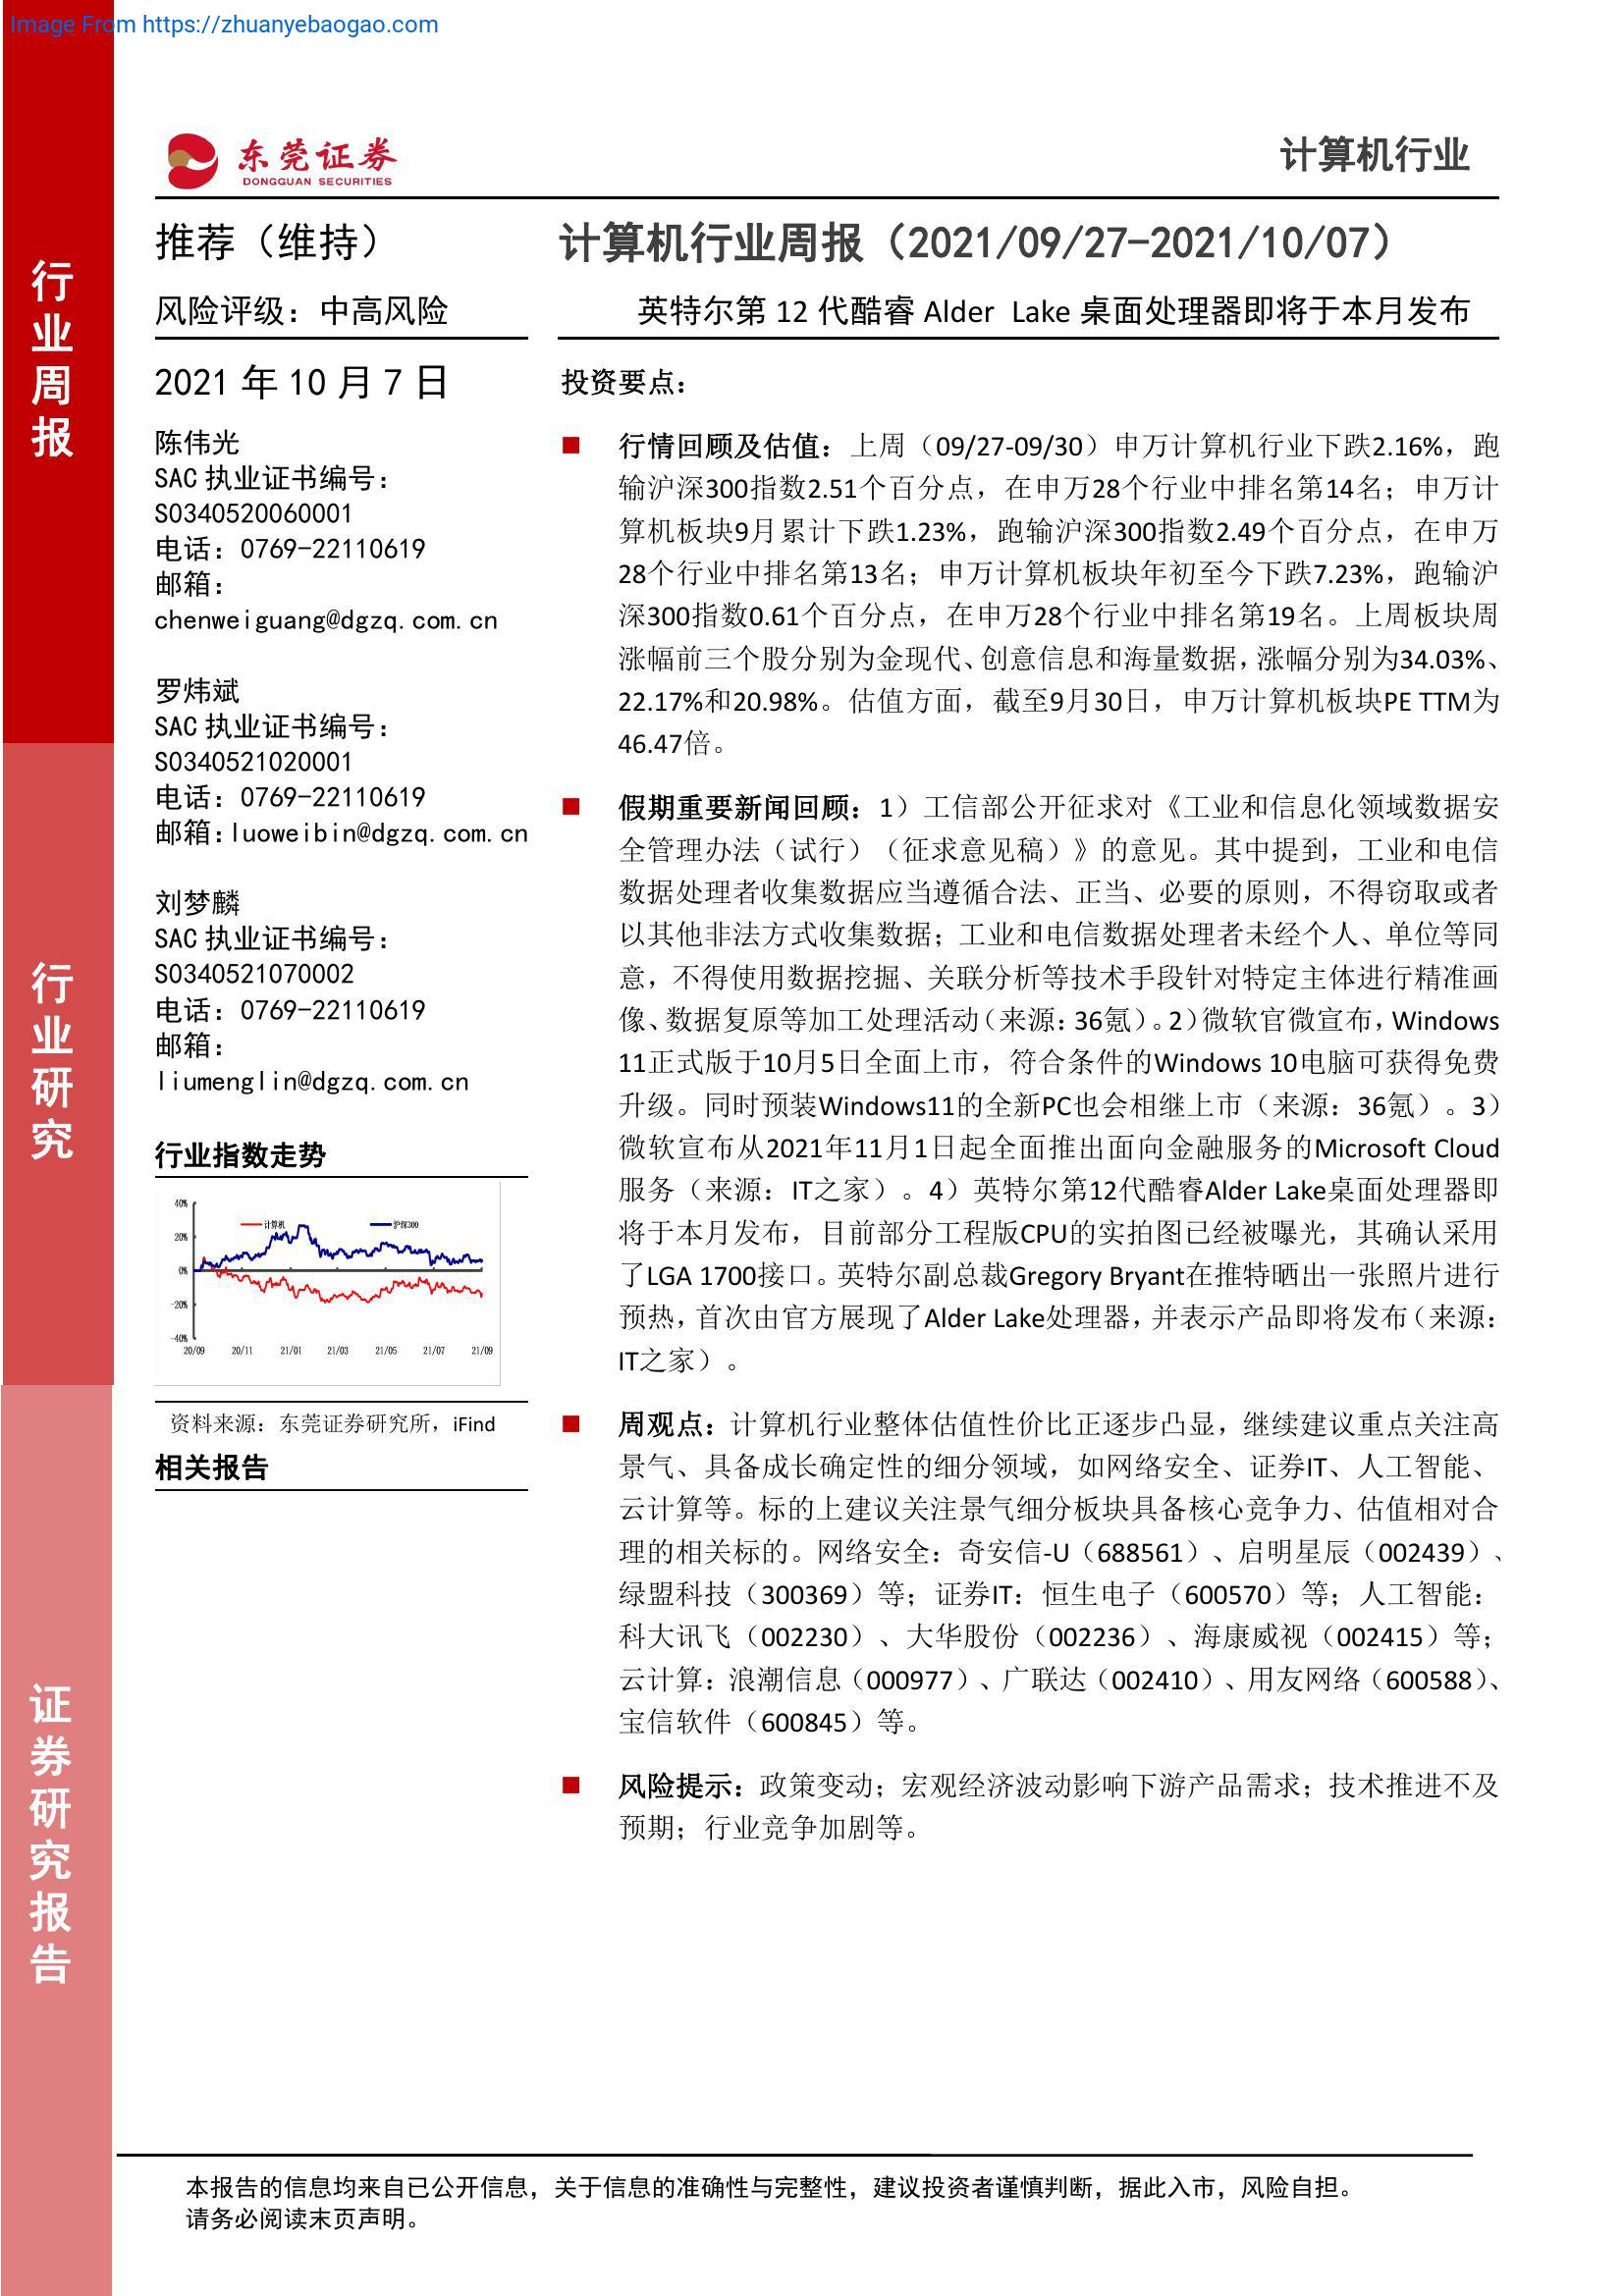 Image From https://zhuanyebaogao.com
东莞证券
DONGGUAN SECURITIES
计算机行业
行业周报
行业研究
证券研究报告
推荐（维持）
风险评级：中高风险
2021 年 10 月 7 日
陈伟光
SAC 执业证书编号：
S0340520060001
电话：0769-22110619
邮箱：
chenweiguang@dgzq.com.cn
罗炜斌
SAC 执业证书编号：
S0340521020001
电话：0769-22110619
邮箱：luoweibin@dgzq.com.cn
刘梦麟
SAC 执业证书编号：
S0340521070002
电话：0769-22110619
邮箱：
liumenglin@dgzq.com.cn
行业指数走势
计算机 沪深300
40%
20%
0%
-20%
-40%
20/09 20/11 21/01 21/03 21/05 21/07 21/09
资料来源：东莞证券研究所，iFind
相关报告
计算机行业周报（2021/09/27-2021/10/07）
英特尔第 12 代酷睿 Alder Lake 桌面处理器即将于本月发布
投资要点：
行情回顾及估值：上周（09/27-09/30）申万计算机行业下跌2.16%，跑
输沪深300指数2.51个百分点，在申万28个行业中排名第14名；申万计
算机板块9月累计下跌1.23%，跑输沪深300指数2.49个百分点，在申万
28个行业中排名第13名；申万计算机板块年初至今下跌7.23%，跑输沪
深300指数0.61个百分点，在申万28个行业中排名第19名。上周板块周
涨幅前三个股分别为金现代、创意信息和海量数据，涨幅分别为34.03%、
22.17%和20.98%。估值方面，截至9月30日，申万计算机板块PE TTM为
46.47倍。
假期重要新闻回顾：1）工信部公开征求对《工业和信息化领域数据安
全管理办法（试行）（征求意见稿）》的意见。其中提到，工业和电信
数据处理者收集数据应当遵循合法、正当、必要的原则，不得窃取或者
以其他非法方式收集数据；工业和电信数据处理者未经个人、单位等同
意，不得使用数据挖掘、关联分析等技术手段针对特定主体进行精准画
像、数据复原等加工处理活动（来源：36氪）。2）微软官微宣布，Windows
11正式版于10月5日全面上市，符合条件的Windows 10电脑可获得免费
升级。同时预装Windows11的全新PC也会相继上市（来源：36氪）。3）
微软宣布从2021年11月1日起全面推出面向金融服务的Microsoft Cloud
服务（来源：IT之家）。4）英特尔第12代酷睿Alder Lake桌面处理器即
将于本月发布，目前部分工程版CPU的实拍图已经被曝光，其确认采用
了LGA 1700接口。英特尔副总裁Gregory Bryant在推特晒出一张照片进行
预热，首次由官方展现了Alder Lake处理器，并表示产品即将发布（来源：
IT之家）。
周观点：计算机行业整体估值性价比正逐步凸显，继续建议重点关注高
景气、具备成长确定性的细分领域，如网络安全、证券IT、人工智能、
云计算等。标的上建议关注景气细分板块具备核心竞争力、估值相对合
理的相关标的。网络安全：奇安信-U（688561）、启明星辰（002439）、
绿盟科技（300369）等；证券IT：恒生电子（600570）等；人工智能：
科大讯飞（002230）、大华股份（002236）、海康威视（002415）等；
云计算：浪潮信息（000977）、广联达（002410）、用友网络（600588）、
宝信软件（600845）等。
风险提示：政策变动；宏观经济波动影响下游产品需求；技术推进不及
预期；行业竞争加剧等。
本报告的信息均来自已公开信息，关于信息的准确性与完整性，建议投资者谨慎判断，据此入市，风险自担。
请务必阅读末页声明。